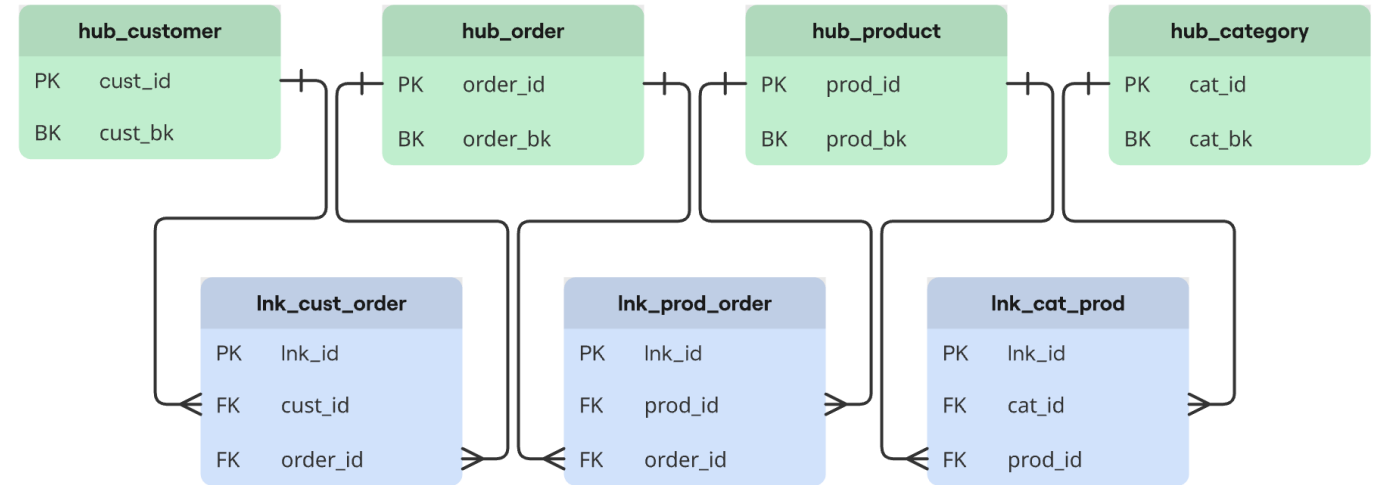 hub_customer
PK cust_id
BK cust_bk
hub_order
PK order_id
BK order_bk
hub_product
PK prod_id
BK prod_bk
hub_category
PK cat_id
BK cat_bk
lnk_cust_order
PK lnk_id
FK cust_id
FK order_id
lnk_prod_order
PK lnk_id
FK prod_id
FK order_id
lnk_cat_prod
PK lnk_id
FK cat_id
FK prod_id